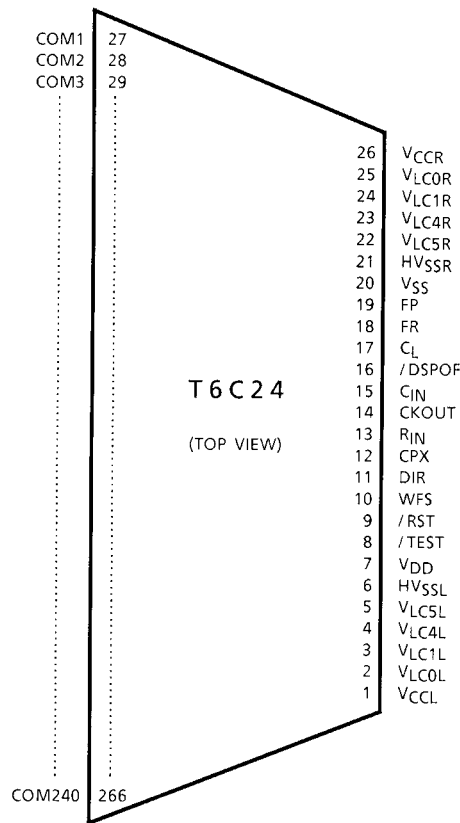 COM1 27
COM2 28
COM3 29
26 VCCR
25 VLC0R
24 VLC1R
23 VLC4R
22 VLC5R
21 HVSSR
20 VSS
19 FP
18 FR
17 CL
16 /DSPOF
T6C24
15 CIN
14 CKOUT
(TOP VIEW)
13 RIN
12 CPX
11 DIR
10 WFS
9 /RST
8 /TEST
7 VDD
6 HVSSL
5 VLC5L
4 VLC4L
3 VLC1L
2 VLC0L
1 VCCL
COM240 266